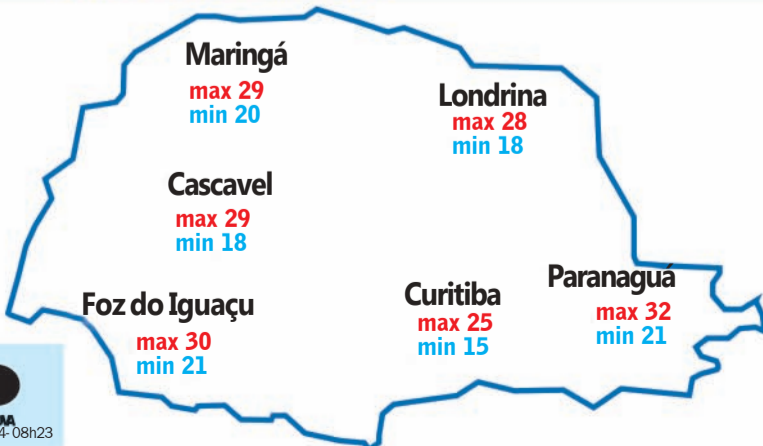 Maringá
max 29
min 20
Londrina
max 28
min 18
Cascavel
max 29
min 18
Foz do Iguaçu
max 30
min 21
Curitiba
max 25
min 15
Paranaguá
max 32
min 21
08h23